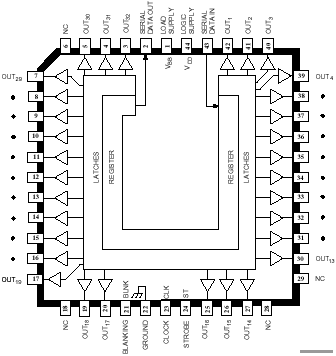 NC
OUT30
OUT31
OUT32
SERIAL
DATA OUT
LOAD
SUPPLY
LOGIC
SUPPLY
SERIAL
DATA IN
OUT1
OUT2
OUT3
6
5
4
3
2
1
44
43
42
41
40
VBB
VDD
OUT29
7
8
9
10
11
12
13
14
15
16
OUT19
17
LATCHES
REGISTER
REGISTER
LATCHES
39
OUT4
38
37
36
35
34
33
32
31
30
OUT13
29
NC
BLNK
CLK
ST
18
19
20
21
22
23
24
25
26
27
28
NC
OUT18
OUT17
BLANKING
GROUND
CLOCK
STROBE
OUT16
OUT15
OUT14
NC